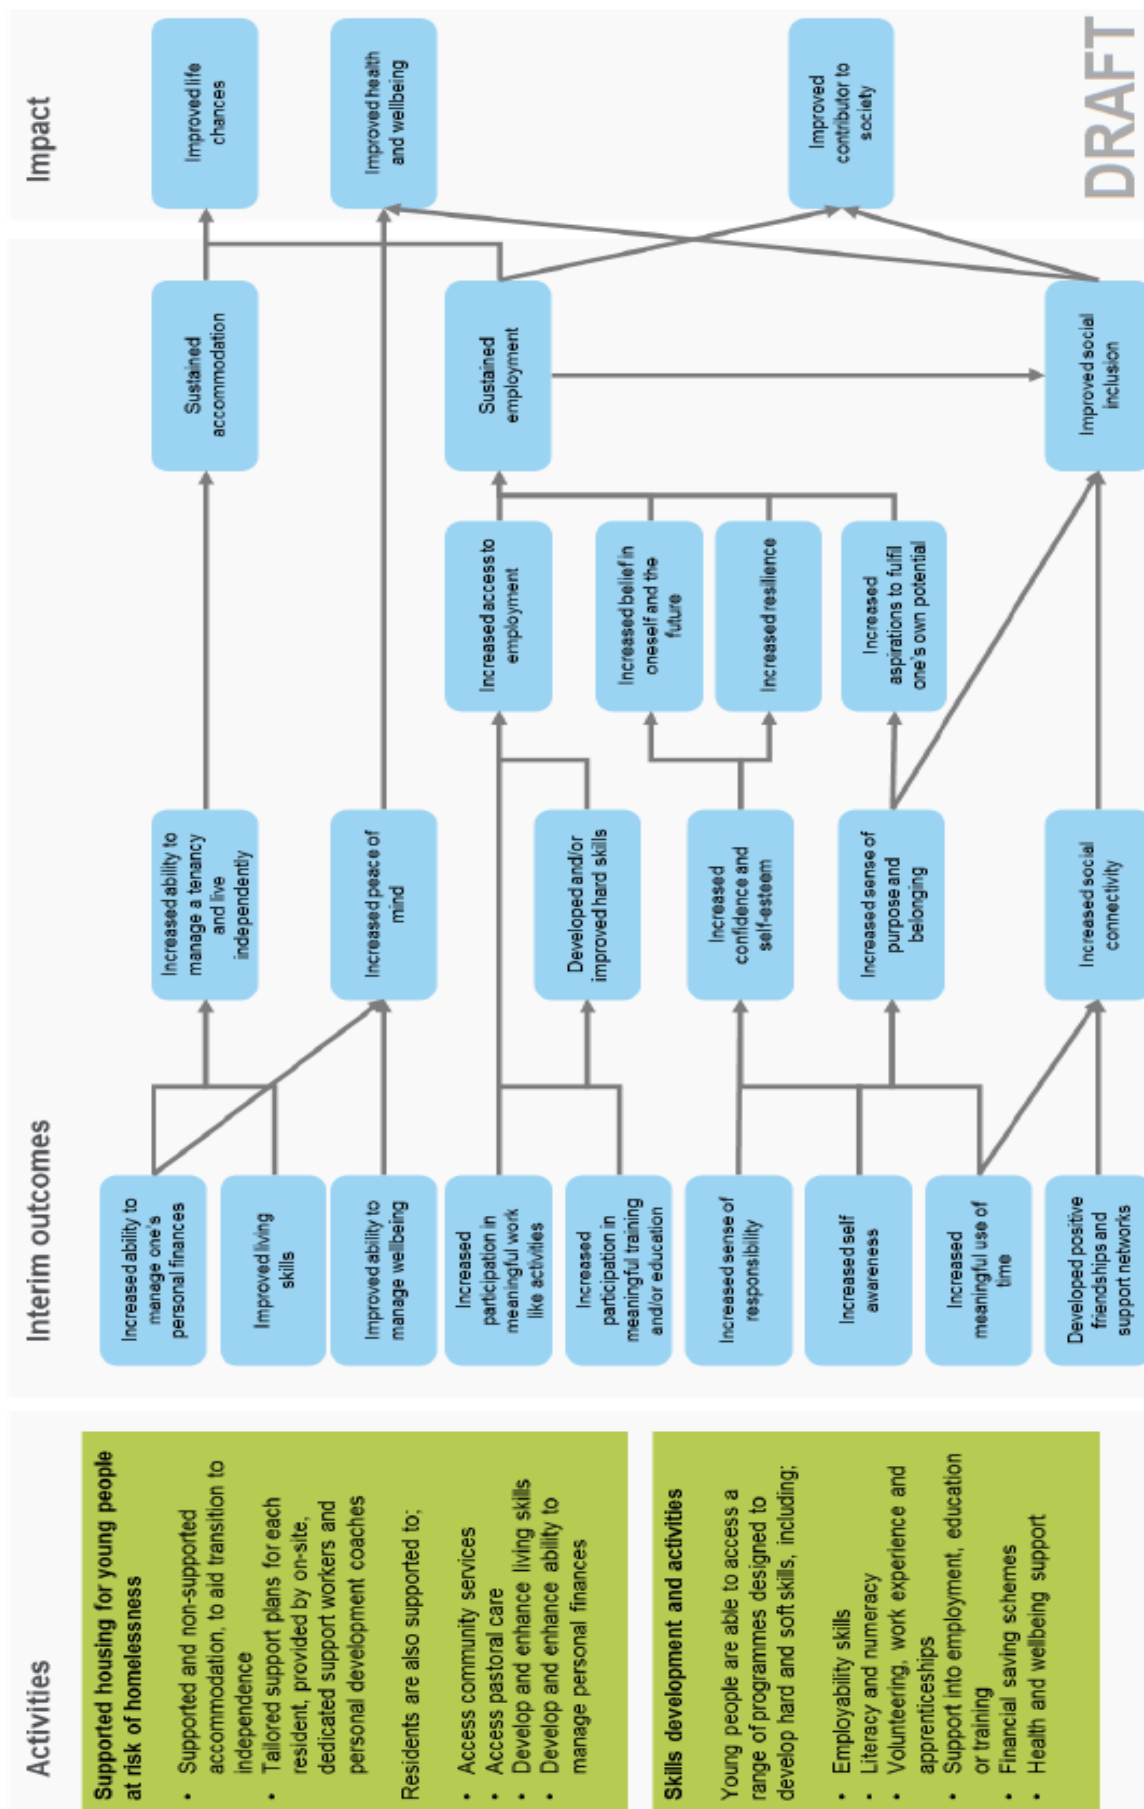 Activities
Supported housing for young people
at risk of homelessness
• Supported and non-supported
accommodation, to aid transition to
independence
• Tailored support plans for each
resident, provided by on-site,
dedicated support workers and
personal development coaches
Residents are also supported to;
• Access community services
• Access pastoral care
• Develop and enhance living skills
• Develop and enhance ability to
manage personal finances
Skills development and activities
Young people are able to access a
range of programmes designed to
develop hard and soft skills, including;
• Employability skills
• Literacy and numeracy
• Volunteering, work experience and
apprenticeships
• Support into employment, education
or training
• Financial saving schemes
• Health and wellbeing support
Interim outcomes
Increased ability to
manage one's
personal finances
Improved living
skills
Improved ability to
manage wellbeing
Increased
participation in
meaningful work
like activities
Increased
participation in
meaningful training
and/or education
Increased sense of
responsibility
Increased self
awareness
Increased
meaningful use of
time
Developed positive
friendships and
support networks
Increased ability to
manage a tenancy
and live
independently
Increased peace of
mind
Developed and/or
improved hard skills
Increased
confidence and
self-esteem
Increased sense of
purpose and
belonging
Increased social
connectivity
Increased access to
employment
Increased belief in
oneself and the
future
Increased resilience
Increased
aspirations to fulfil
one's own potential
Sustained
accommodation
Sustained
employment
Improved social
inclusion
Impact
Improved life
chances
Improved health
and wellbeing
Improved
contributor to
society
DRAFT